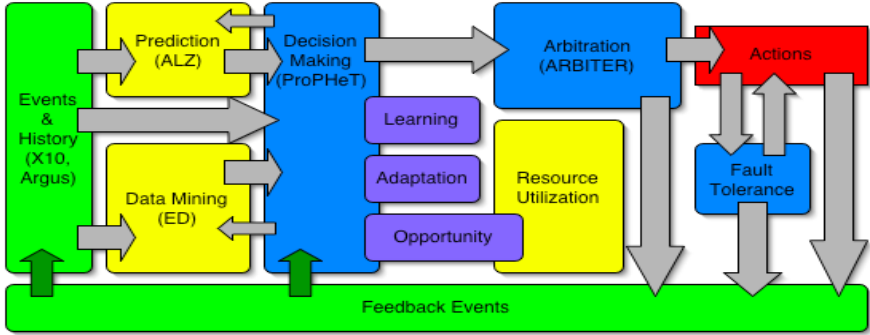 Prediction
(ALZ)
Decision
Making
(ProPHeT)
Arbitration
(ARBITER)
Actions
Events
&
History
(X10,
Argus)
Learning
Adaptation
Opportunity
Data Mining
(ED)
Resource
Utilization
Fault
Tolerance
Feedback Events